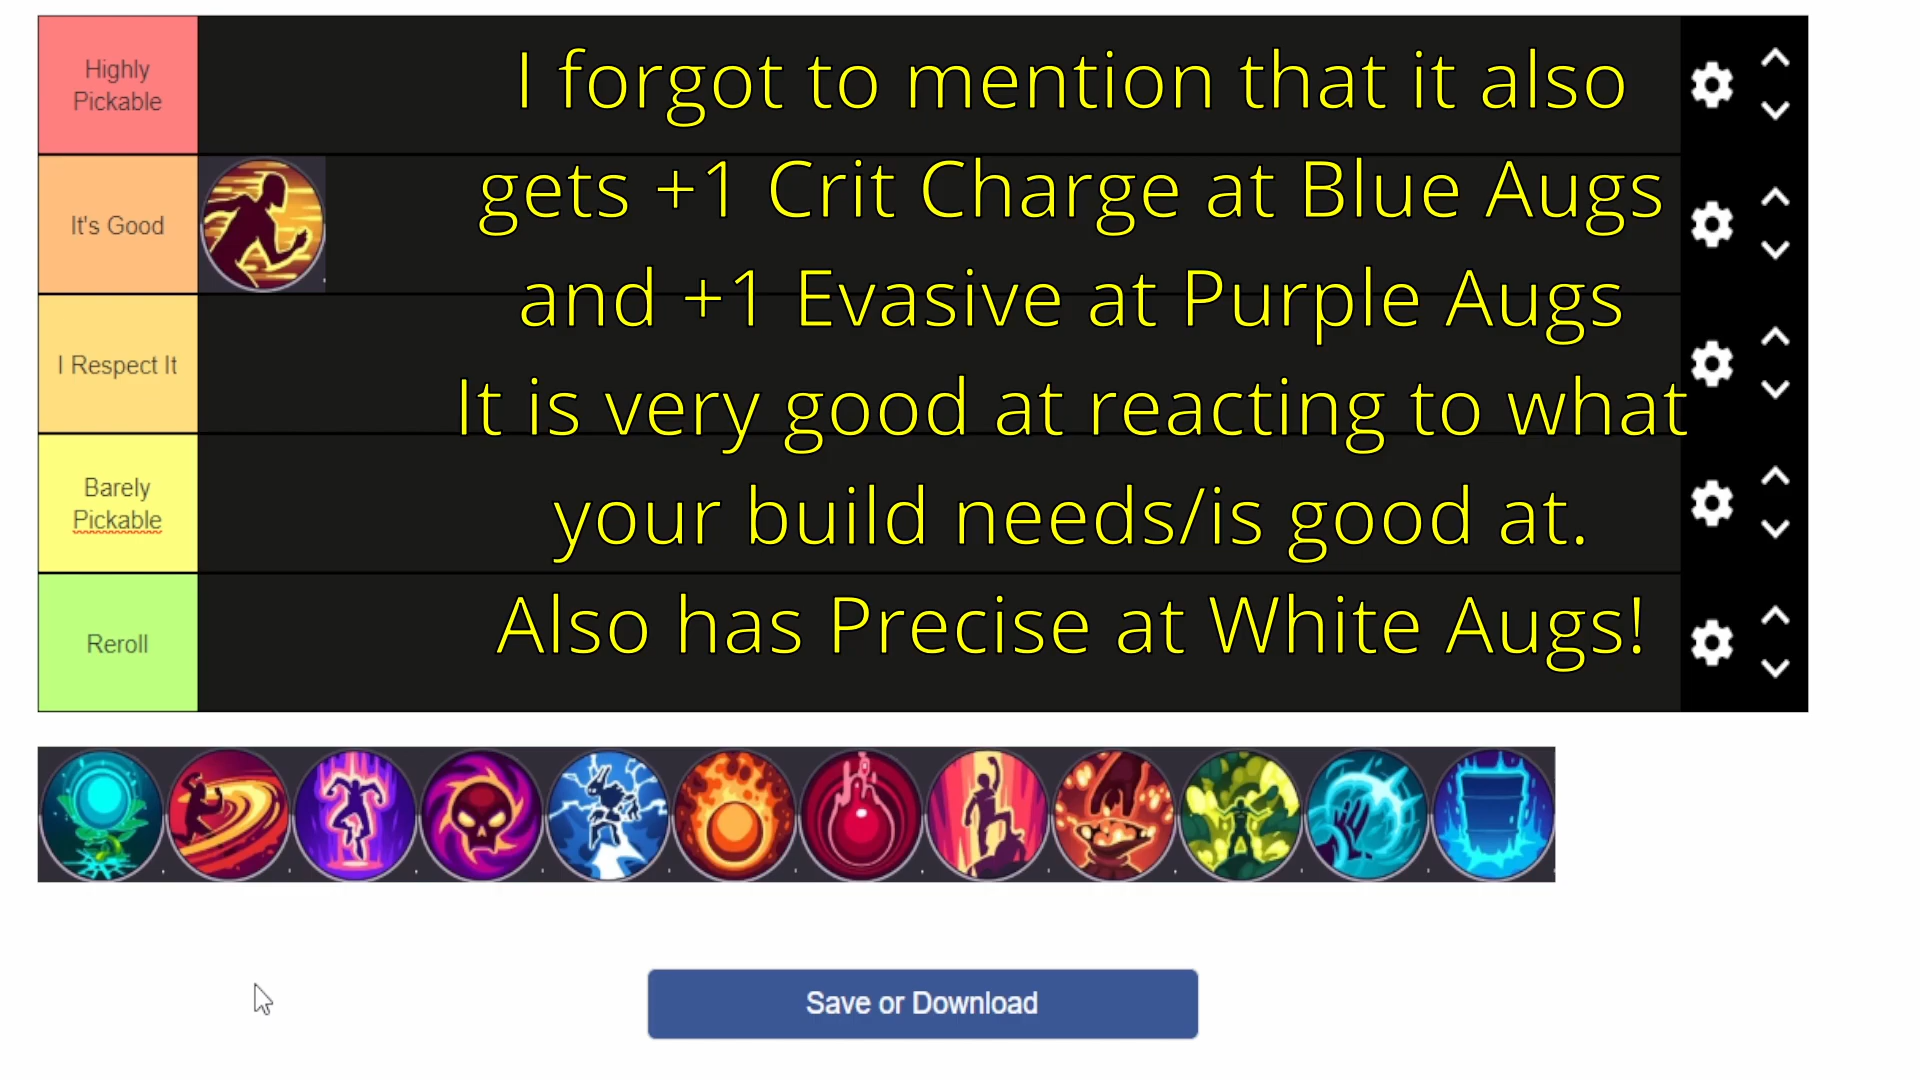 Highly
Pickable
I forgot to mention that it also
It's Good
gets +1 Crit Charge at Blue Augs
and +1 Evasive at Purple Augs
I Respect It
It is very good at reacting to what
Barely
Pickable
your build needs/is good at.
Reroll
Also has Precise at White Augs!
Save or Download